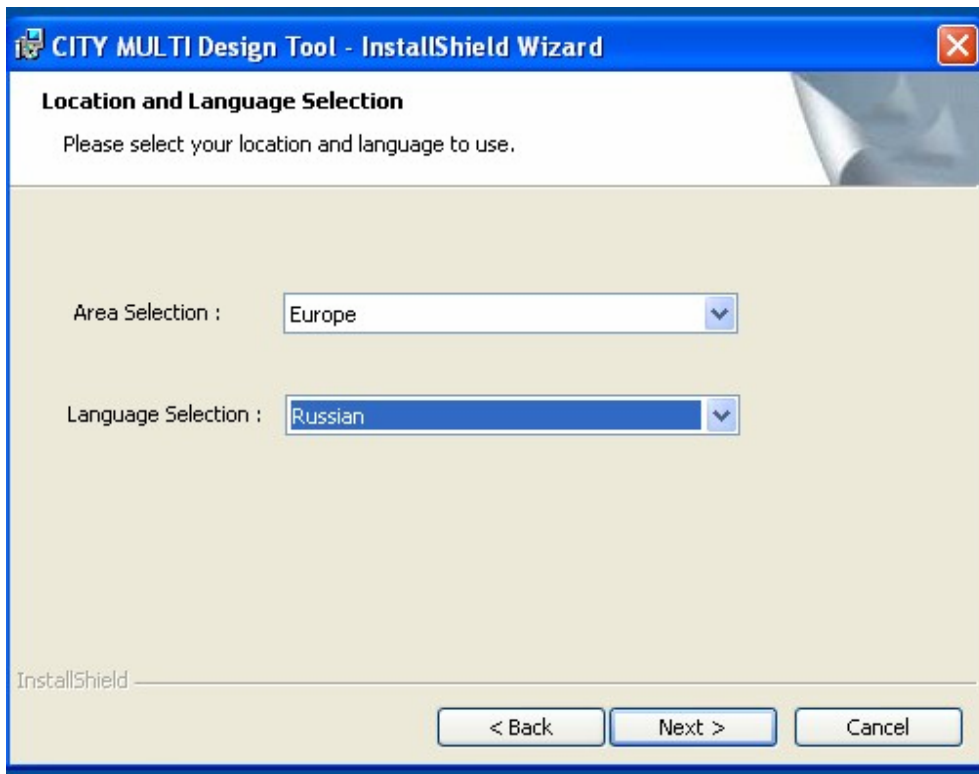 CITY MULTI Design Tool - InstallShield Wizard
Location and Language Selection
Please select your location and language to use.
Area Selection : Europe
Language Selection : Russian
InstallShield
< Back Next > Cancel